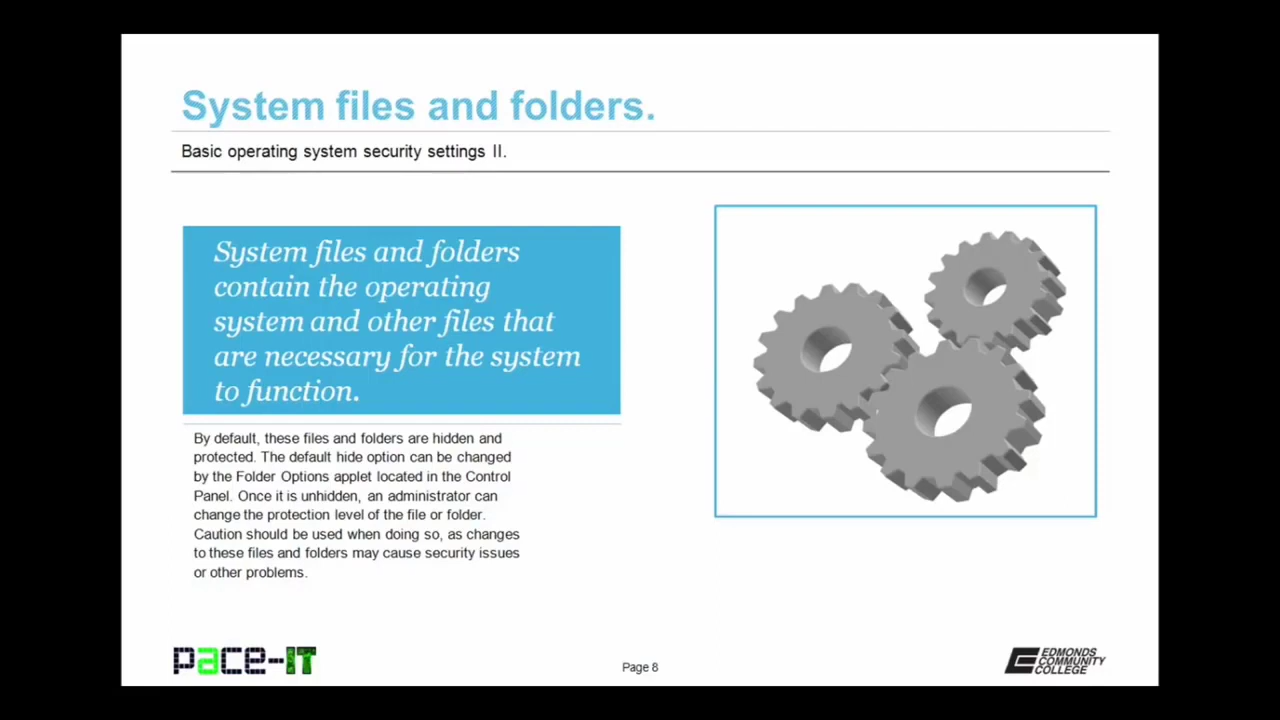 System files and folders.
Basic operating system security settings II.
System files and folders
contain the operating
system and other files that
are necessary for the system
to function.
By default, these files and folders are hidden and
protected. The default hide option can be changed
by the Folder Options applet located in the Control
Panel. Once it is unhidden, an administrator can
change the protection level of the file or folder.
Caution should be used when doing so, as changes
to these files and folders may cause security issues
or other problems.
pace-IT
Page 8
EDMONDS
COMMUNITY
COLLEGE